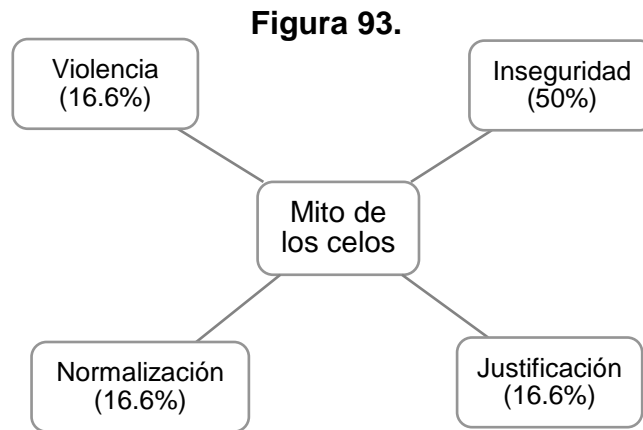 Figura 93.
Violencia
(16.6%)
Inseguridad
(50%)
Mito de
los celos
Normalización
(16.6%)
Justificación
(16.6%)